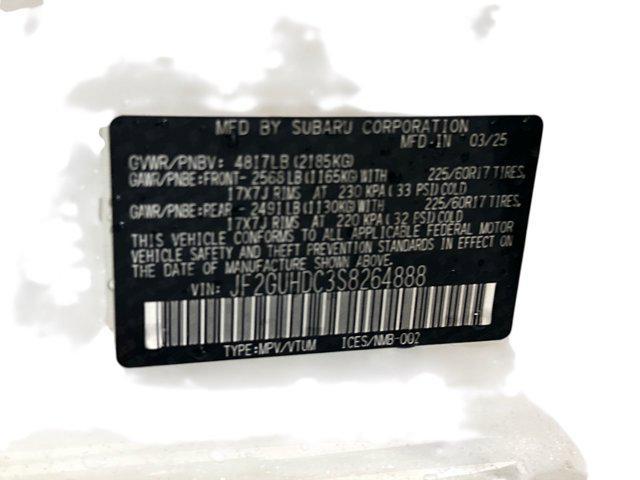 MFD BY SUBARU CORPORATION
MFD-IN 03/25
GVWR/PNBV: 4817LB (2185KG)
GAWR/PNBE:FRONT- 2568LB (1165KG)WITH 225/60R17 TIRES,
17X7J RIMS AT 230 KPA (33 PSI)COLD
GAWR/PNBE:REAR - 2491LB (1130KG)WITH 225/60R17 TIRES,
17X7J RIMS AT 220 KPA (32 PSI)COLD
THIS VEHICLE CONFORMS TO ALL APPLICABLE FEDERAL MOTOR
VEHICLE SAFETY AND THEFT PREVENTION STANDARDS IN EFFECT ON
THE DATE OF MANUFACTURE SHOWN ABOVE.
VIN: JF2GUHDC3S8264888
TYPE:MPV/VTUM ICES/NMB-002